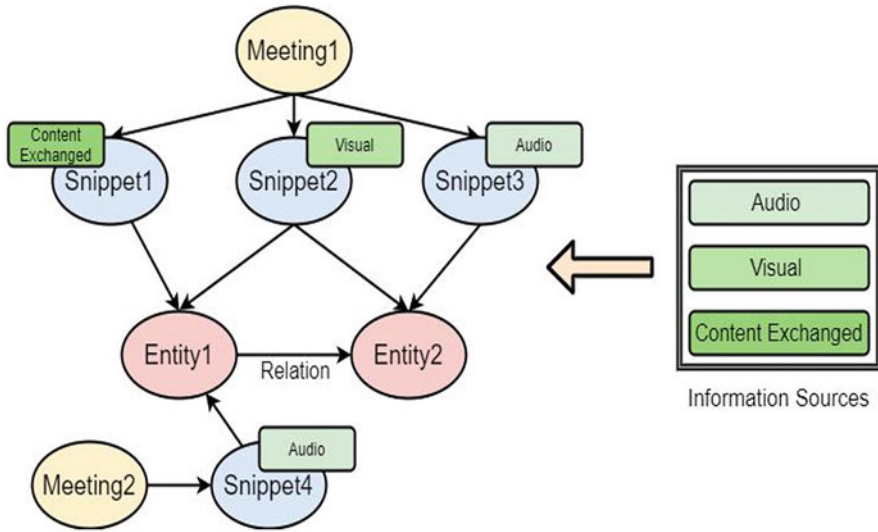 Meeting1
Content
Exchanged
Visual
Audio
Snippet1
Snippet2
Snippet3
Audio
Visual
Content Exchanged
Information Sources
Entity1
Relation
Entity2
Audio
Meeting2
Snippet4